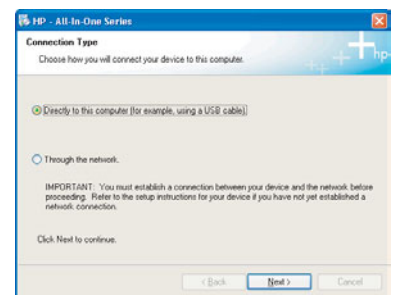 HP - All-In-One Series
Connection Type
Choose how you will connect your device to this computer.
hp
Directly to this computer (for example, using a USB cable).
Through the network.
IMPORTANT: You must establish a connection between your device and the network before
proceeding. Refer to the setup instructions for your device if you have not yet established a
network connection.
Click Next to continue.
< Back Next > Cancel